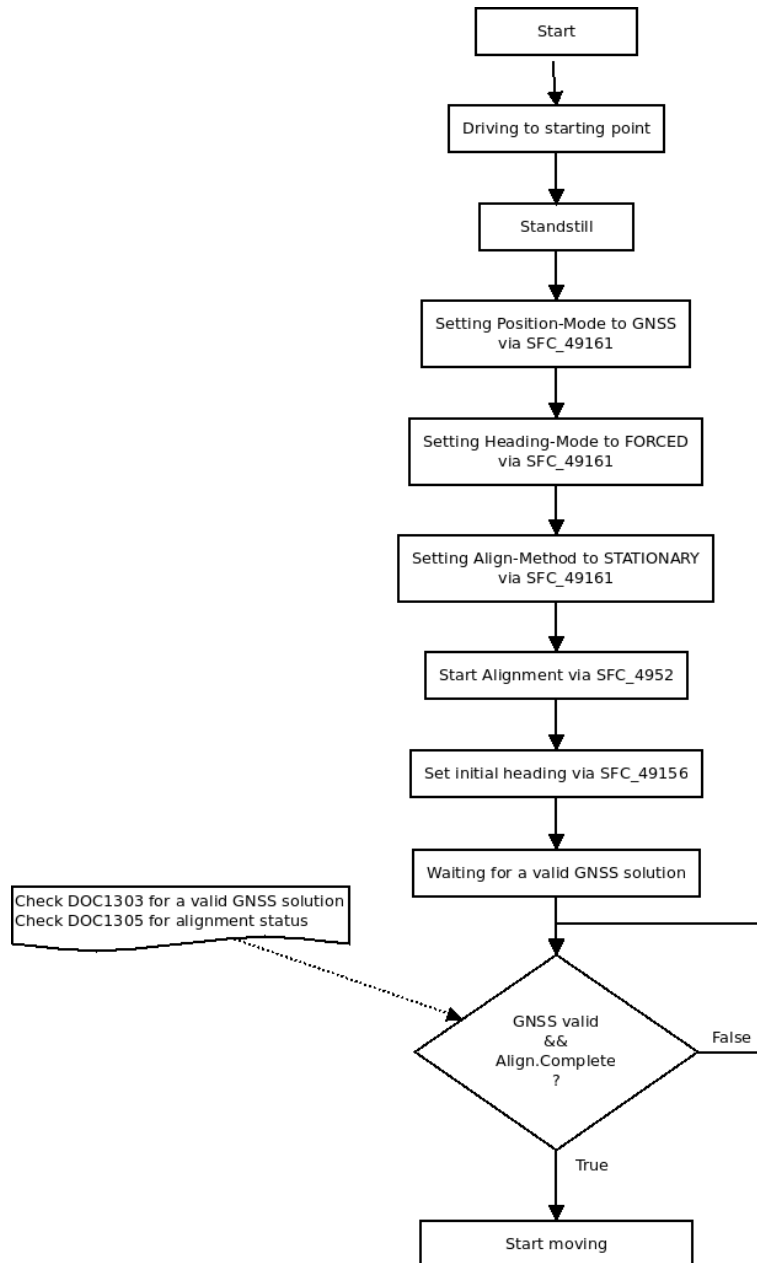 Start
Driving to starting point
Standstill
Setting Position-Mode to GNSS
via SFC_49161
Setting Heading-Mode to FORCED
via SFC_49161
Setting Align-Method to STATIONARY
via SFC_49161
Start Alignment via SFC_4952
Set initial heading via SFC_49156
Waiting for a valid GNSS solution
Check DOC1303 for a valid GNSS solution
Check DOC1305 for alignment status
GNSS valid
&&
Align.Complete
?
False
True
Start moving